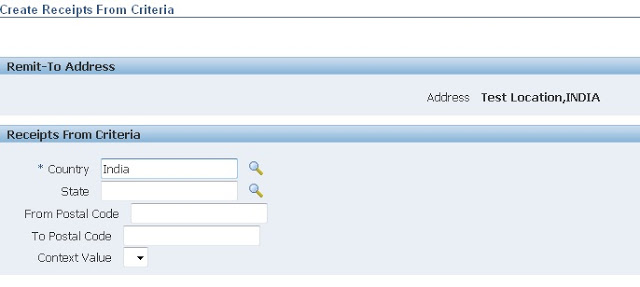 Create Receipts From Criteria
Remit-To Address
Address Test Location,INDIA
Receipts From Criteria
* Country India
State
From Postal Code
To Postal Code
Context Value